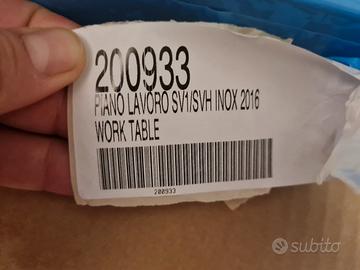 200933
PIANO LAVORO SV1/SVH INOX 2016
WORK TABLE
200933
subito